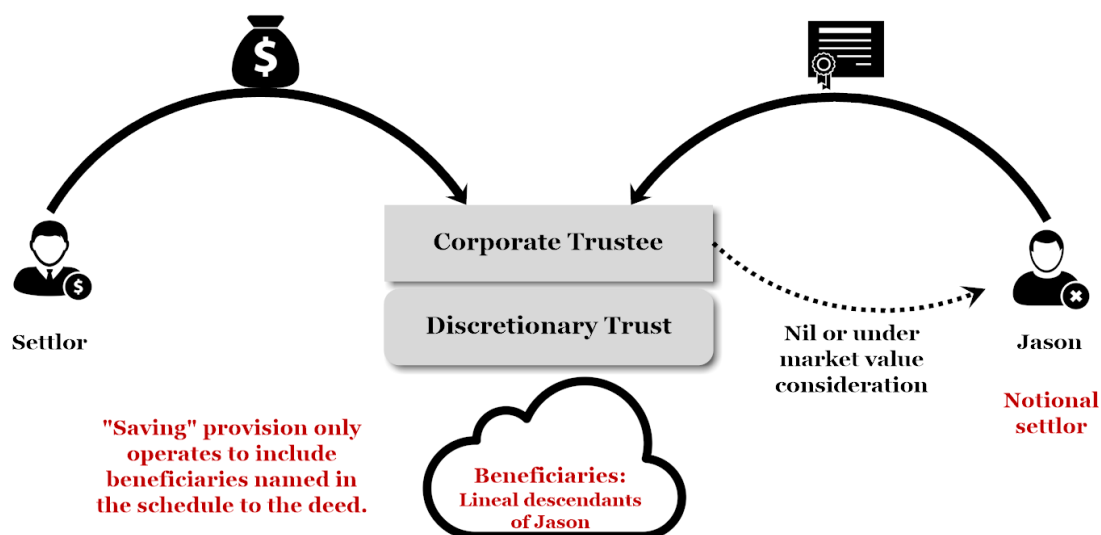 $
Corporate Trustee
$
Discretionary Trust
Settlor
Nil or under
market value
consideration
Jason
Notional
settlor
"Saving" provision only
operates to include
beneficiaries named in
the schedule to the deed.
Beneficiaries:
Lineal descendants
of Jason